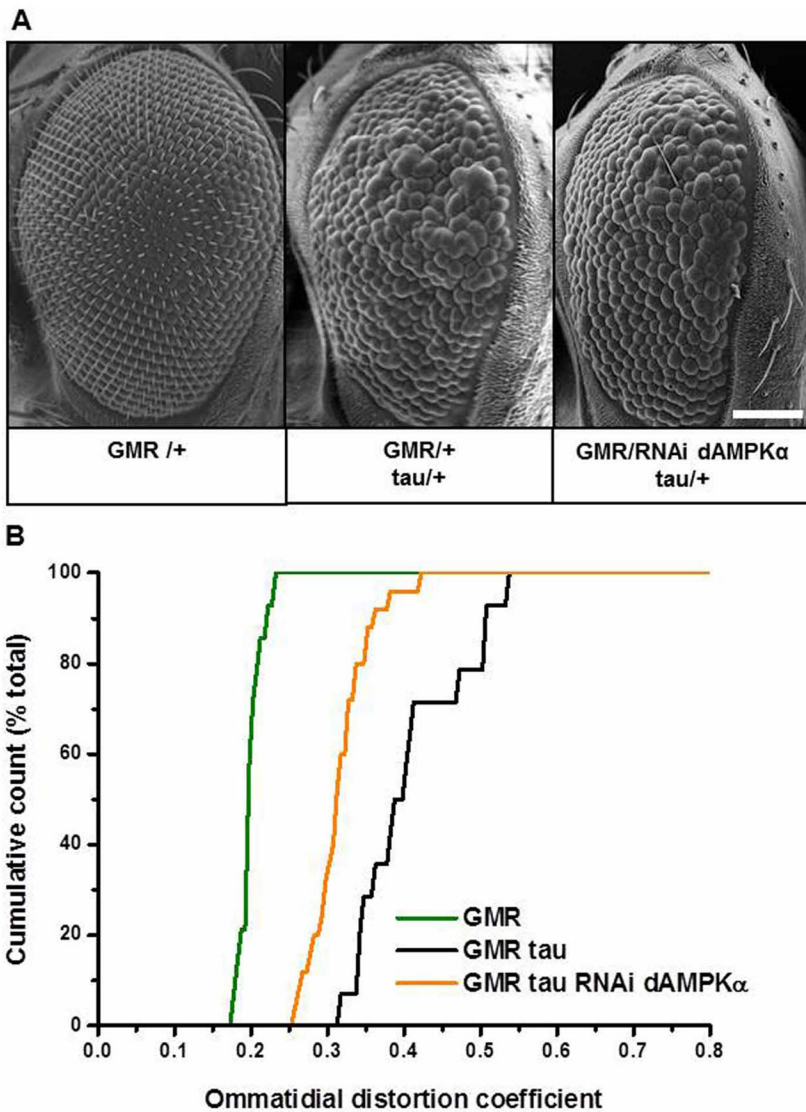 A
GMR /+
GMR/+
tau/+
GMR/RNAi dAMPKα
tau/+
B
Cumulative count (% total)
100
80
60
40
20
0
GMR
GMR tau
GMR tau RNAi dAMPKα
0.0 0.1 0.2 0.3 0.4 0.5 0.6 0.7 0.8
Ommatidial distortion coefficient